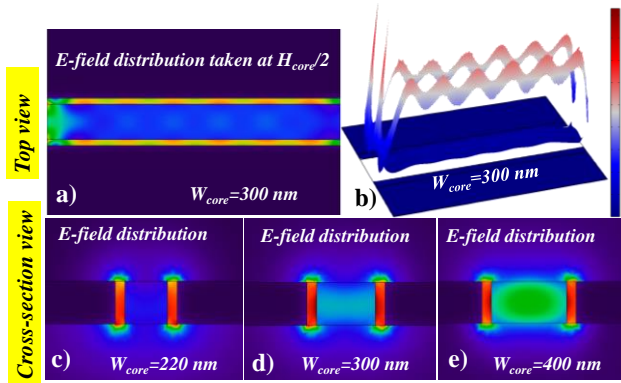 Top view
E-field distribution taken at H_core/2
a)
W_core=300 nm
b)
W_core=300 nm
Cross-section view
E-field distribution
c)
W_core=220 nm
E-field distribution
d)
W_core=300 nm
E-field distribution
e)
W_core=400 nm